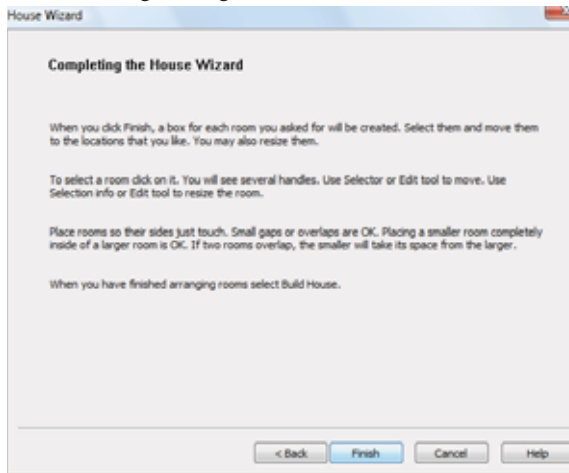 House Wizard
Completing the House Wizard
When you click Finish, a box for each room you asked for will be created. Select them and move them
to the locations that you like. You may also resize them.
To select a room click on it. You will see several handles. Use Selector or Edit tool to move. Use
Selection info or Edit tool to resize the room.
Place rooms so their sides just touch. Small gaps or overlaps are OK. Placing a smaller room completely
inside of a larger room is OK. If two rooms overlap, the smaller will take its space from the larger.
When you have finished arranging rooms select Build House.
< Back Finish Cancel Help